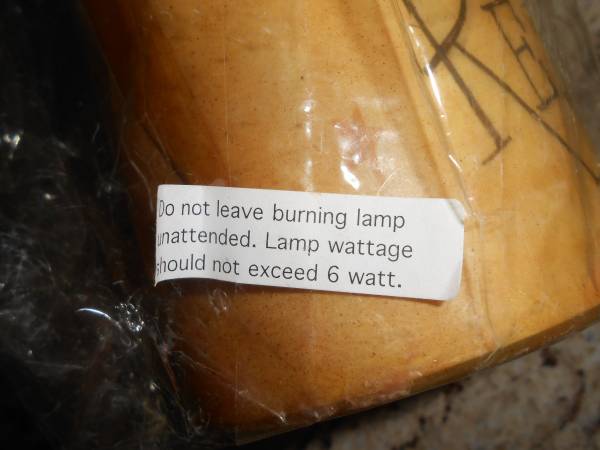 Do not leave burning lamp
unattended. Lamp wattage
should not exceed 6 watt.